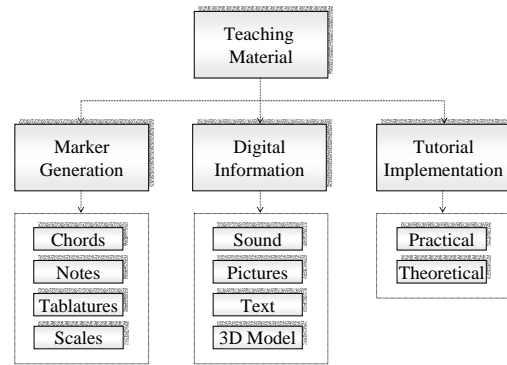 Teaching
Material
Marker
Generation
Digital
Information
Tutorial
Implementation
Chords
Notes
Tablatures
Scales
Sound
Pictures
Text
3D Model
Practical
Theoretical